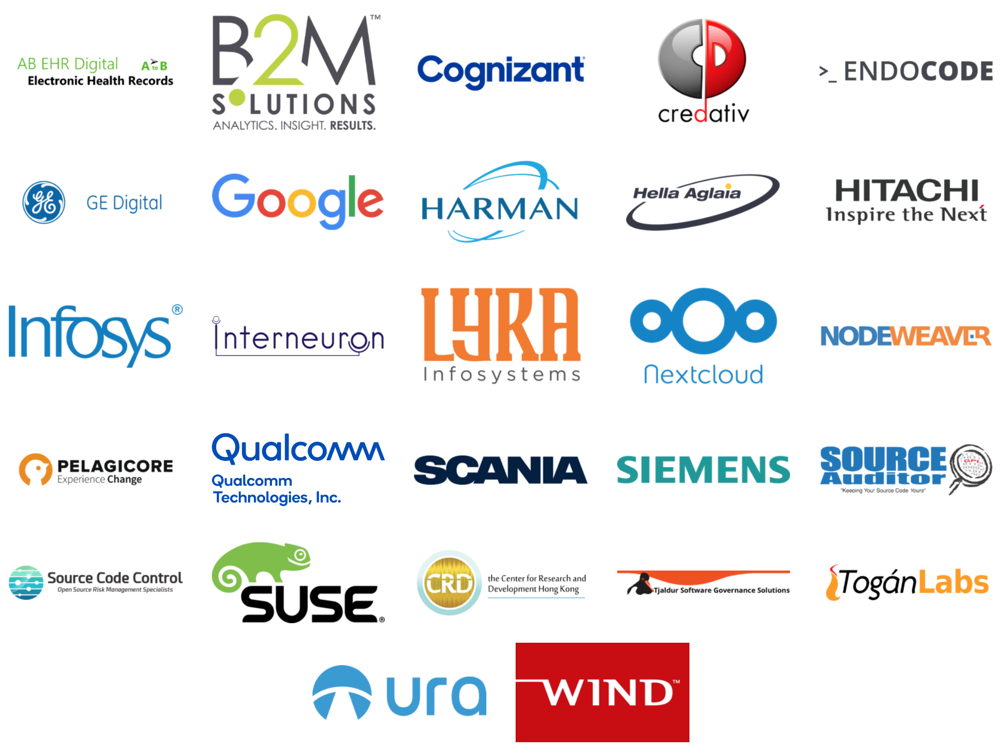 AB EHR Digital
A to B
Electronic Health Records
B2M™
SOLUTIONS
ANALYTICS. INSIGHT. RESULTS.
Cognizant
credativ
>_ ENDOCODE
GE
GE Digital
Google
HARMAN
Hella Aglaia
HITACHI
Inspire the Next
Infosys®
Interneuron
LYRA
Infosystems
Nextcloud
NODEWEAVER
PELAGICORE
Experience Change
Qualcomm
Qualcomm
Technologies, Inc.
SCANIA
SIEMENS
SOURCE
Auditor
GPL
"Keeping Your Source Code Yours"
Source Code Control
Open Source Risk Management Specialists
SUSE®
CRD
the Center for Research and
Development Hong Kong
Tjaldur Software Governance Solutions
TogánLabs
ura
WIND™